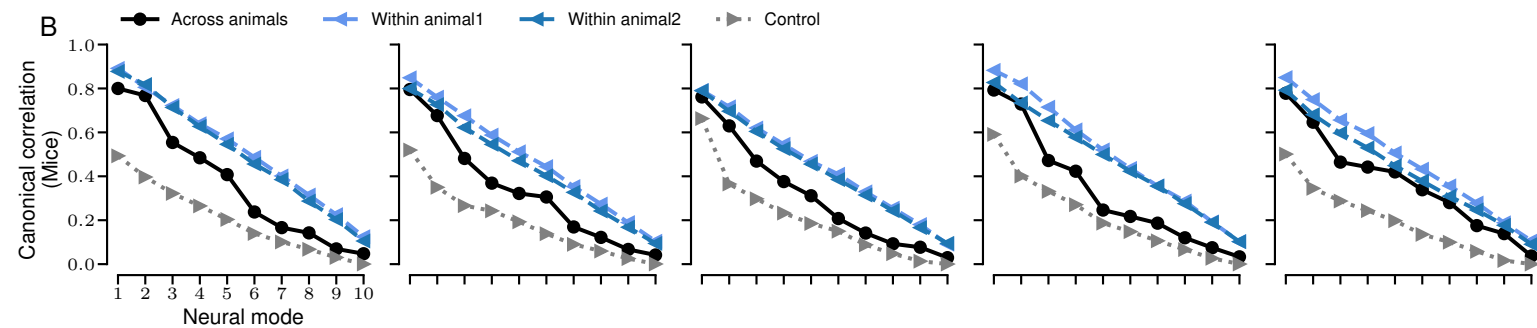 B
Across animals Within animal1 Within animal2 Control
Canonical correlation
(Mice)
1.0
0.8
0.6
0.4
0.2
0.0
1 2 3 4 5 6 7 8 9 10
Neural mode